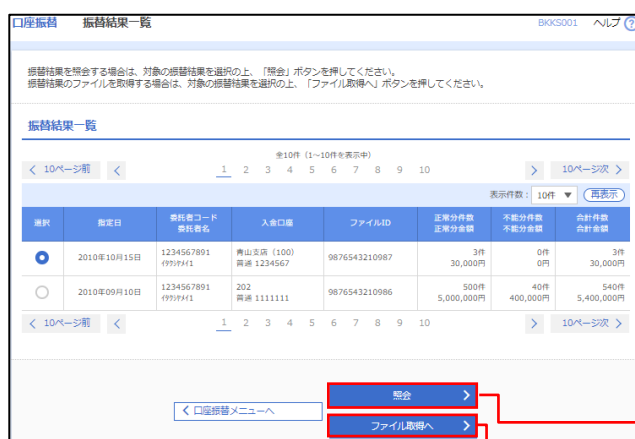 口座振替 振替結果一覧 BKKS001 ヘルプ ?
振替結果を照会する場合は、対象の振替結果を選択の上、「照会」ボタンを押してください。
振替結果のファイルを取得する場合は、対象の振替結果を選択の上、「ファイル取得へ」ボタンを押してください。
振替結果一覧
全10件（1～10件を表示中）
< 10ページ前 < 1 2 3 4 5 6 7 8 9 10 > 10ページ次 >
表示件数： 10件 ▼ 再表示
選択 指定日 委託者コード 入金口座 ファイルID 正常分件数 不能分件数 合計件数
委託者名 正常分金額 不能分金額 合計金額
2010年10月15日 1234567891 青山支店（100） 9876543210987 3件 0件 3件
ｲﾀｸｼﾔﾒｲ1 普通 1234567 30,000円 0円 30,000円
2010年09月10日 1234567891 202 9876543210986 500件 40件 540件
ｲﾀｸｼﾔﾒｲ1 普通 1111111 5,000,000円 400,000円 5,400,000円
< 10ページ前 < 1 2 3 4 5 6 7 8 9 10 > 10ページ次 >
照会 >
< 口座振替メニューへ
ファイル取得へ >